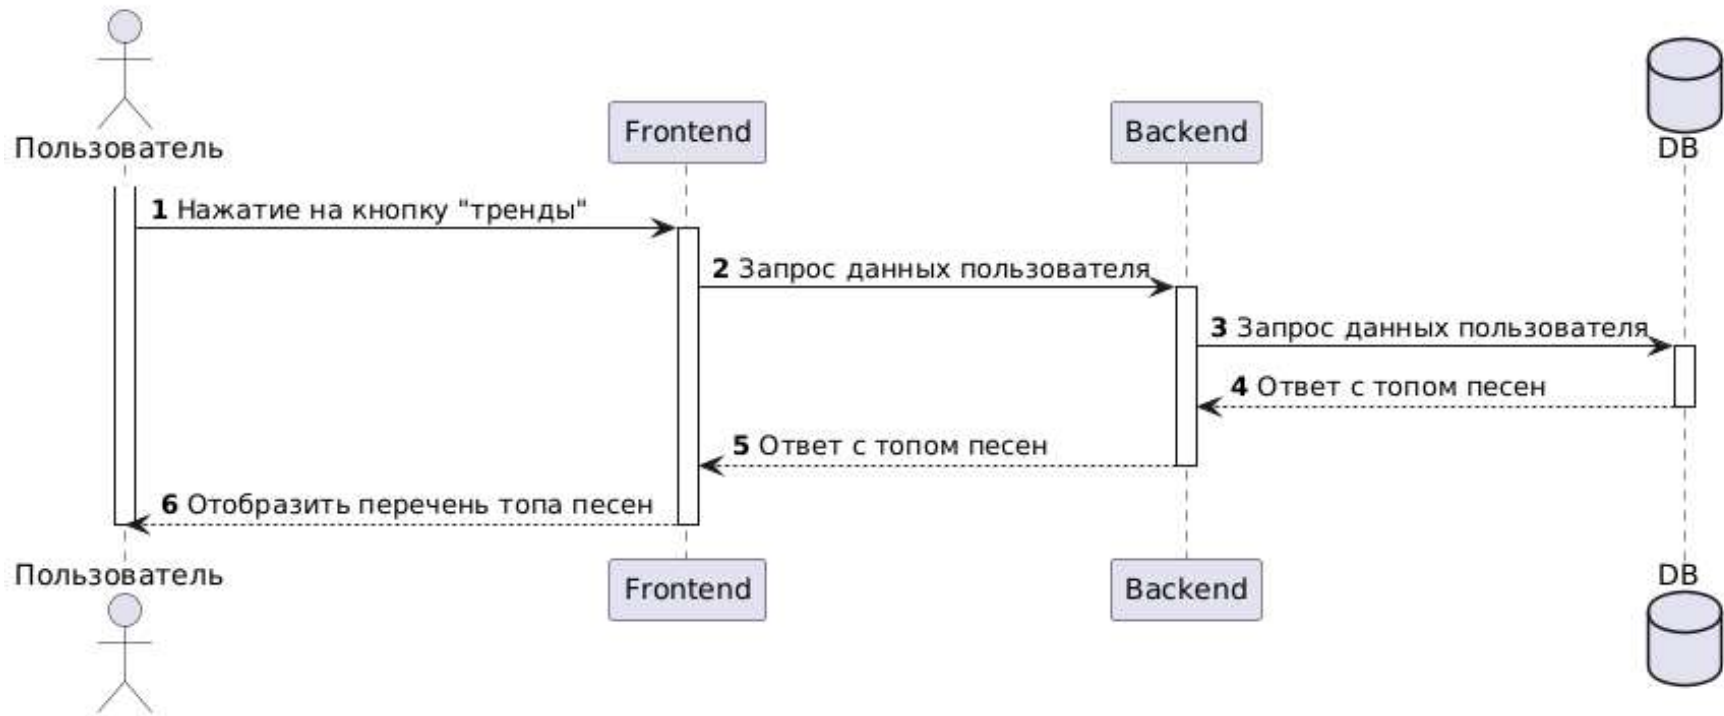 Пользователь
Frontend
Backend
DB
1 Нажатие на кнопку "тренды"
2 Запрос данных пользователя
3 Запрос данных пользователя
4 Ответ с топом песен
5 Ответ с топом песен
6 Отобразить перечень топа песен
Пользователь
Frontend
Backend
DB